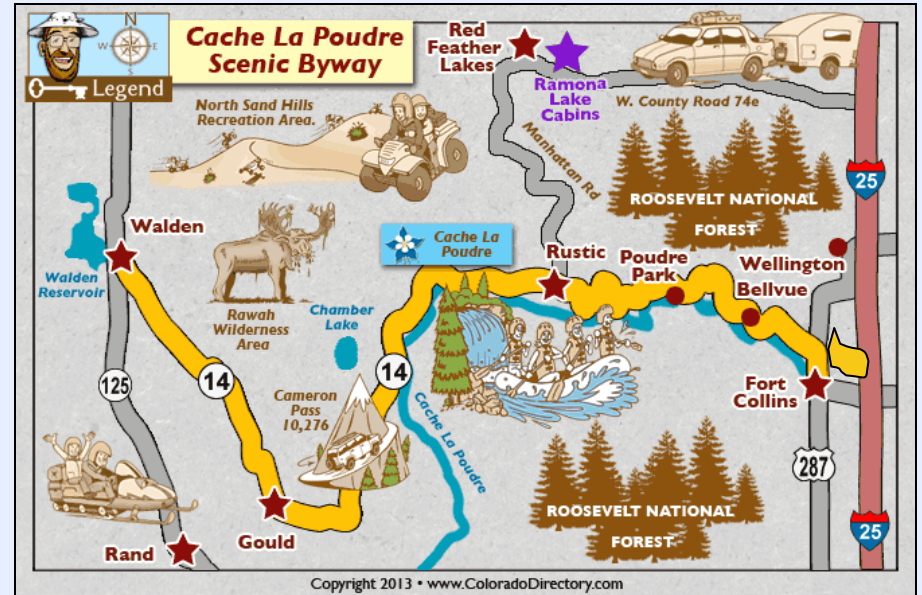 N
W
E
S
Legend
Cache La Poudre
Scenic Byway
Red
Feather
Lakes
Ramona
Lake
Cabins
W. County Road 74e
North Sand Hills
Recreation Area.
Manhattan Rd
ROOSEVELT NATIONAL
FOREST
25
Walden
Walden
Reservoir
Rawah
Wilderness
Area
Chamber
Lake
Cache La
Poudre
Rustic
Poudre
Park
Wellington
Bellvue
125
14
14
Cameron
Pass
10,276
Cache La Poudre
Fort
Collins
287
ROOSEVELT NATIONAL
FOREST
25
Rand
Gould
Copyright 2013 • www.ColoradoDirectory.com